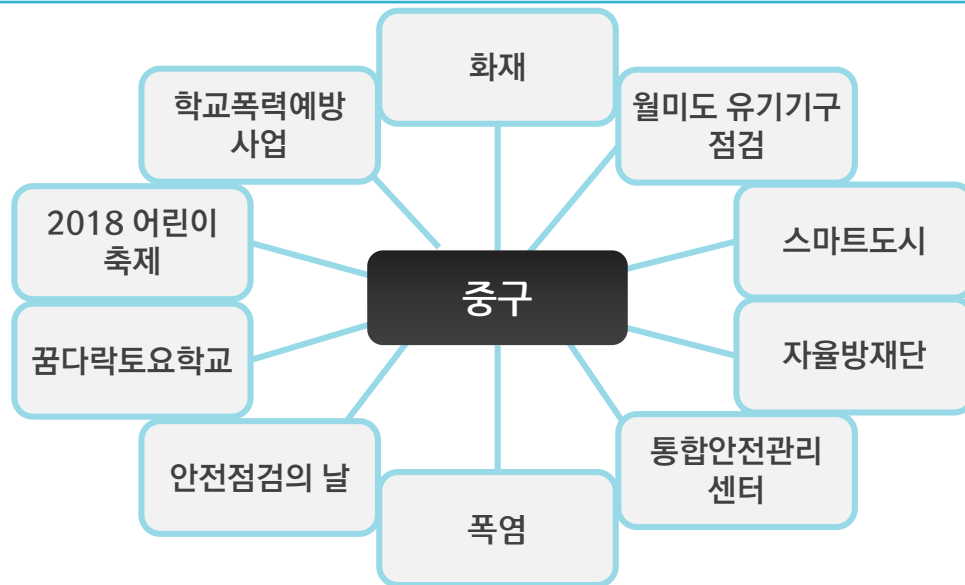 화재
학교폭력예방
사업
월미도 유기기구
점검
2018 어린이
축제
스마트도시
중구
꿈다락토요학교
자율방재단
안전점검의 날
통합안전관리
센터
폭염